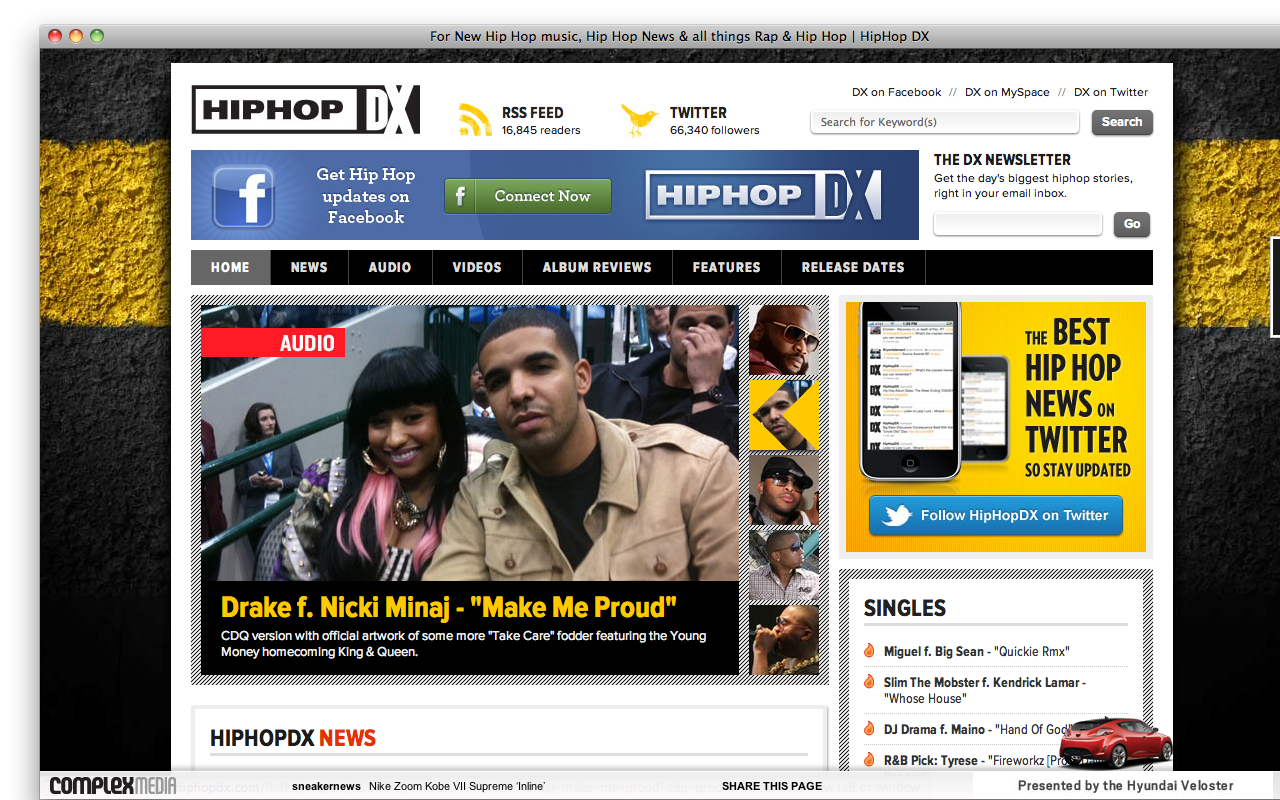 For New Hip Hop music, Hip Hop News & all things Rap & Hip Hop | HipHop DX
HIPHOP DX
RSS FEED
16,845 readers
TWITTER
66,340 followers
DX on Facebook // DX on MySpace // DX on Twitter
Search for Keyword(s)
Search
Get Hip Hop
updates on
Facebook
f Connect Now
HIPHOP DX
THE DX NEWSLETTER
Get the day's biggest hiphop stories,
right in your email inbox.
Go
HOME NEWS AUDIO VIDEOS ALBUM REVIEWS FEATURES RELEASE DATES
AUDIO
Drake f. Nicki Minaj - "Make Me Proud"
CDQ version with official artwork of some more "Take Care" fodder featuring the Young
Money homecoming King & Queen.
THE BEST
HIP HOP
NEWS ON
TWITTER
SO STAY UPDATED
Follow HipHopDX on Twitter
SINGLES
Miguel f. Big Sean - "Quickie Rmx"
Slim The Mobster f. Kendrick Lamar -
"Whose House"
DJ Drama f. Maino - "Hand Of God"
R&B Pick: Tyrese - "Fireworkz
HIPHOPDX NEWS
COMPLEXMEDIA
sneakernews Nike Zoom Kobe VII Supreme 'Inline'
SHARE THIS PAGE
Presented by the Hyundai Veloster